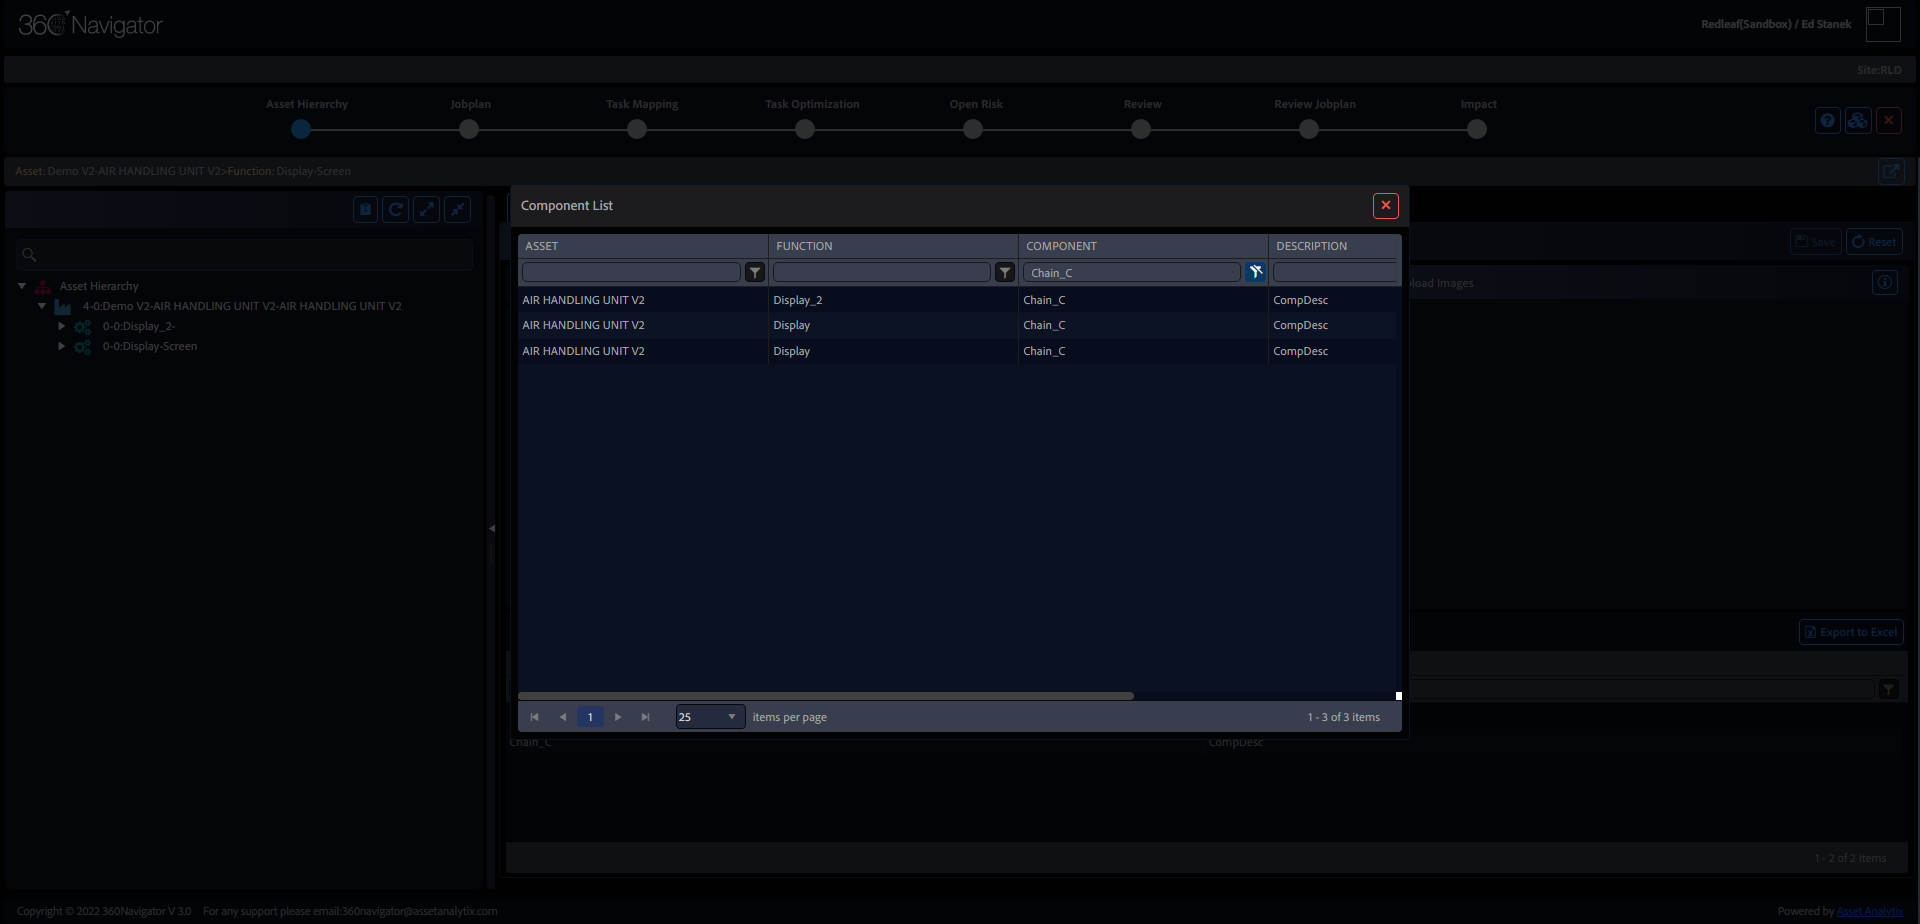 360 Navigator
Redleaf(Sandbox) / Ed Stanek
Site:RLD
Asset Hierarchy
Jobplan
Task Mapping
Task Optimization
Open Risk
Review
Review Jobplan
Impact
Asset: Demo V2-AIR HANDLING UNIT V2>Function: Display-Screen
Asset Hierarchy
4-0:Demo V2-AIR HANDLING UNIT V2-AIR HANDLING UNIT V2
0-0:Display_2-
0-0:Display-Screen
Save Reset
Images
Component List
ASSET FUNCTION COMPONENT DESCRIPTION
Chain_C
AIR HANDLING UNIT V2 Display_2 Chain_C CompDesc
AIR HANDLING UNIT V2 Display Chain_C CompDesc
AIR HANDLING UNIT V2 Display Chain_C CompDesc
1 25 items per page 1 - 3 of 3 items
Export to Excel
Chain_C CompDesc
1 - 2 of 2 items
Copyright © 2022 360Navigator V 3.0 For any support please email:360navigator@assetanalytix.com
Powered by Asset Analytix